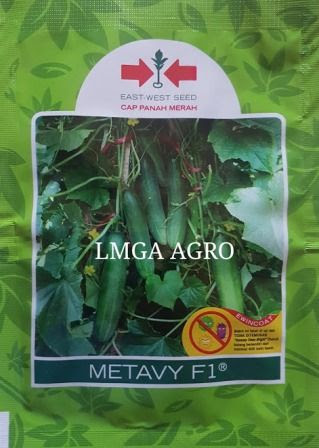 EAST-WEST SEED
CAP PANAH MERAH
LMGA AGRO
EWINCOAT
METAVY F1®